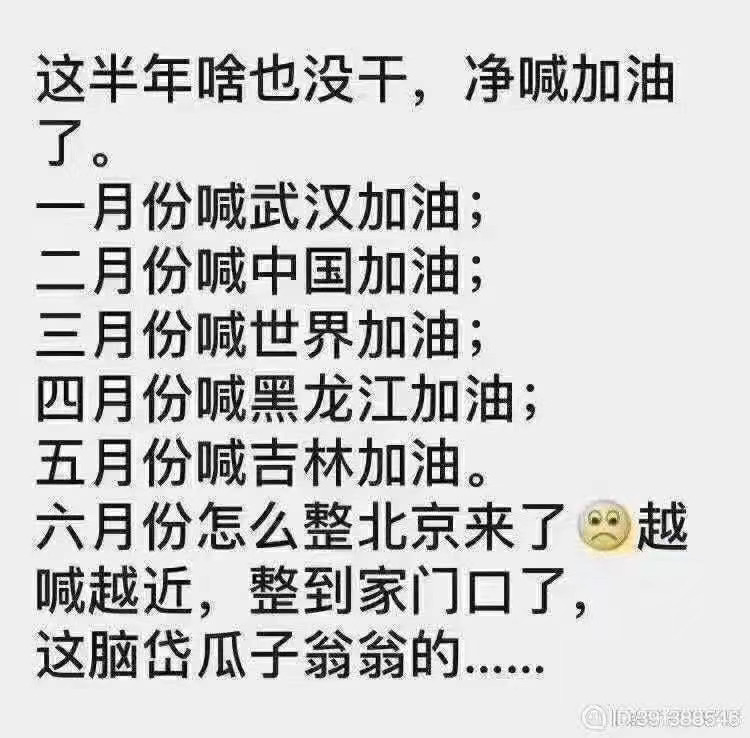 这半年啥也没干，净喊加油
了。
一月份喊武汉加油；
二月份喊中国加油；
三月份喊世界加油；
四月份喊黑龙江加油；
五月份喊吉林加油。
六月份怎么整北京来了😟越
喊越近，整到家门口了，
这脑岱瓜子翁翁的......
ID:391388546